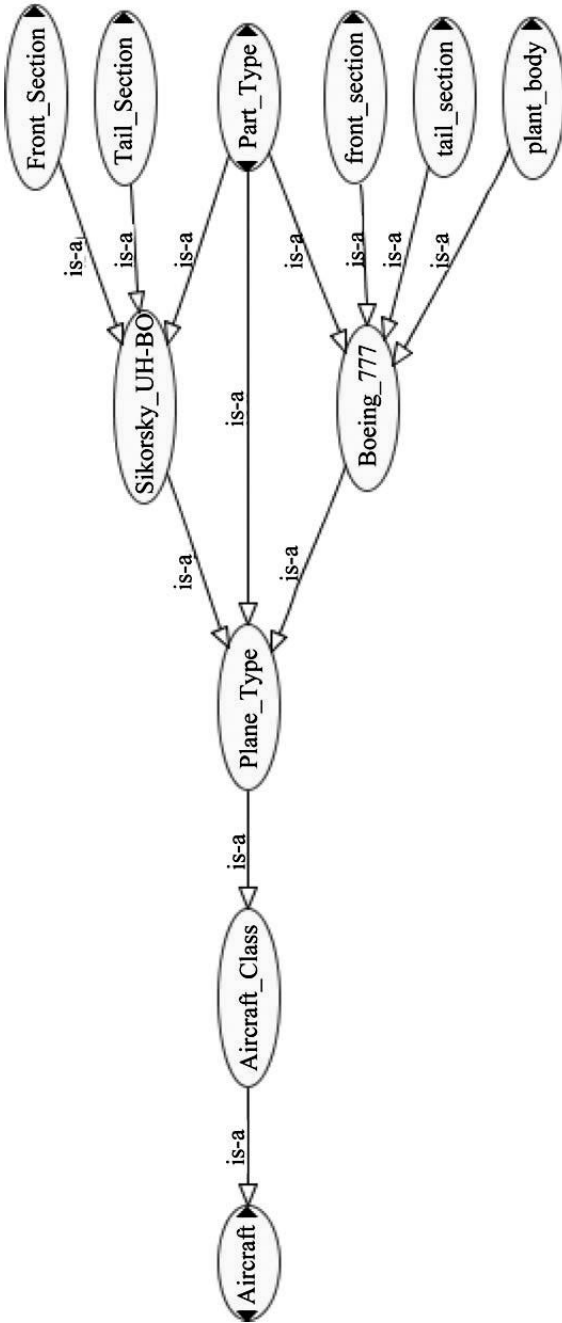 Front_Section
Tail_Section
Part_Type
front_section
tail_section
plant_body
is-a
is-a
is-a
is-a
is-a
is-a
is-a
Sikorsky_UH-BO
is-a
Boeing_777
is-a
is-a
Plane_Type
is-a
Aircraft_Class
is-a
Aircraft